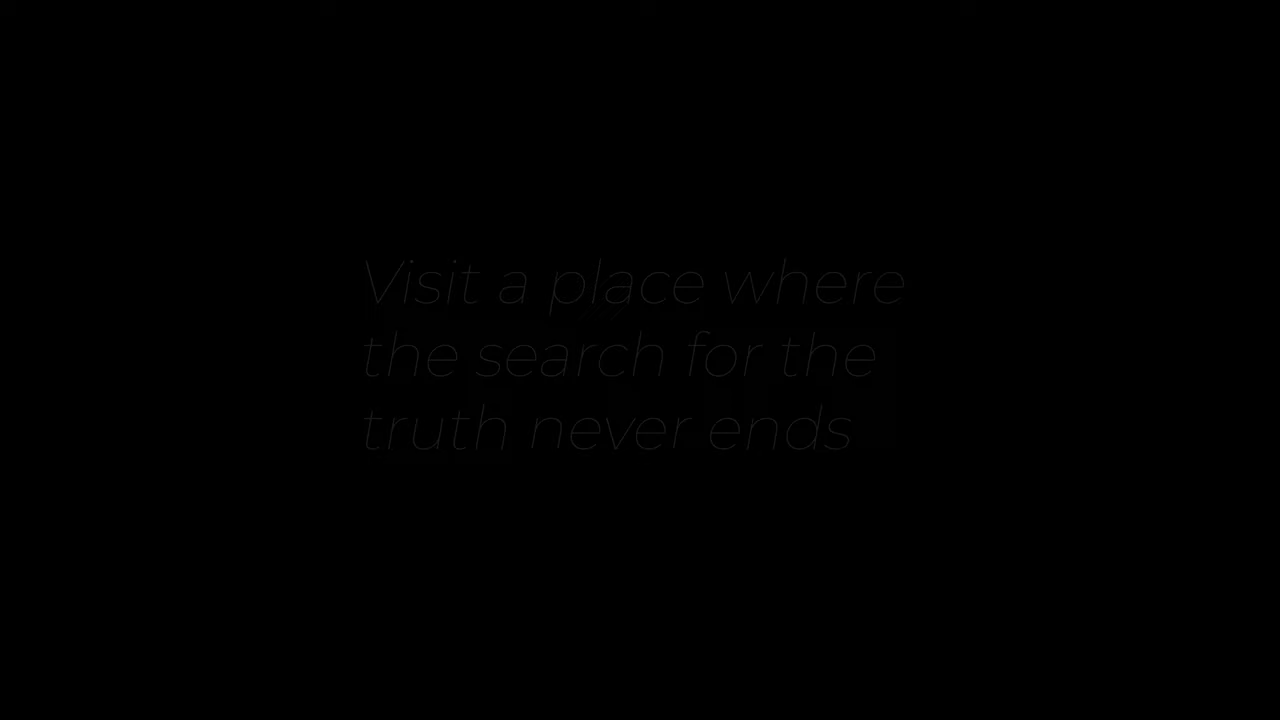 Visit a place where
the search for the
truth never ends